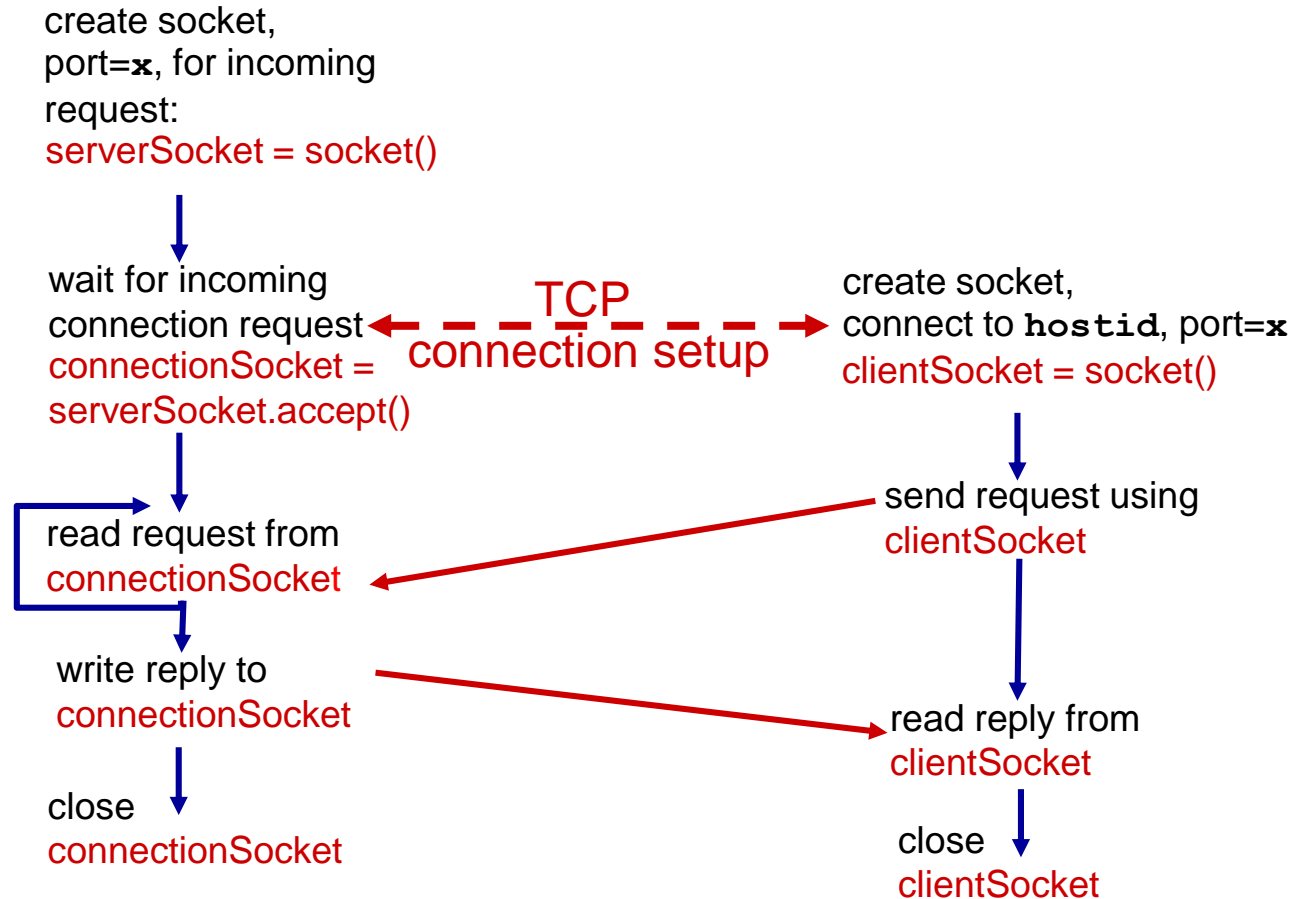 create socket,
port=x, for incoming
request:
serverSocket = socket()
wait for incoming
connection request
connectionSocket =
serverSocket.accept()
TCP
connection setup
create socket,
connect to hostid, port=x
clientSocket = socket()
send request using
clientSocket
read request from
connectionSocket
write reply to
connectionSocket
read reply from
clientSocket
close
connectionSocket
close
clientSocket